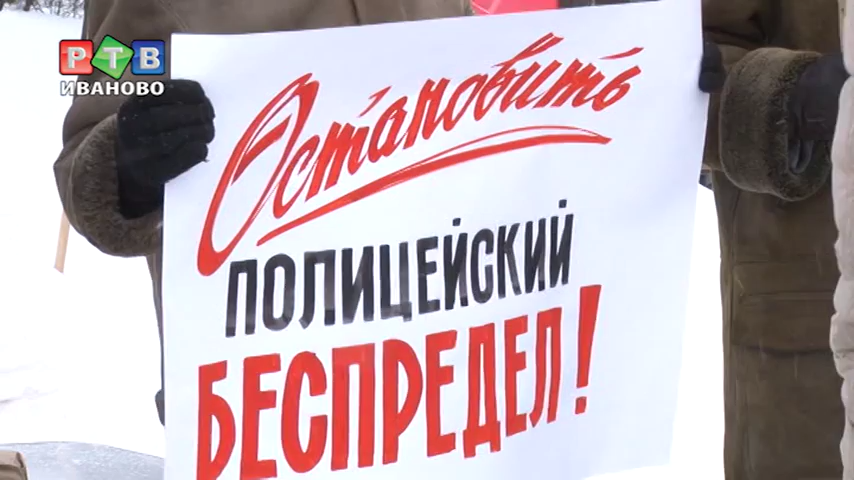 РТВ
ИВАНОВО
Остановить
ПОЛИЦЕЙСКИЙ
БЕСПРЕДЕЛ!